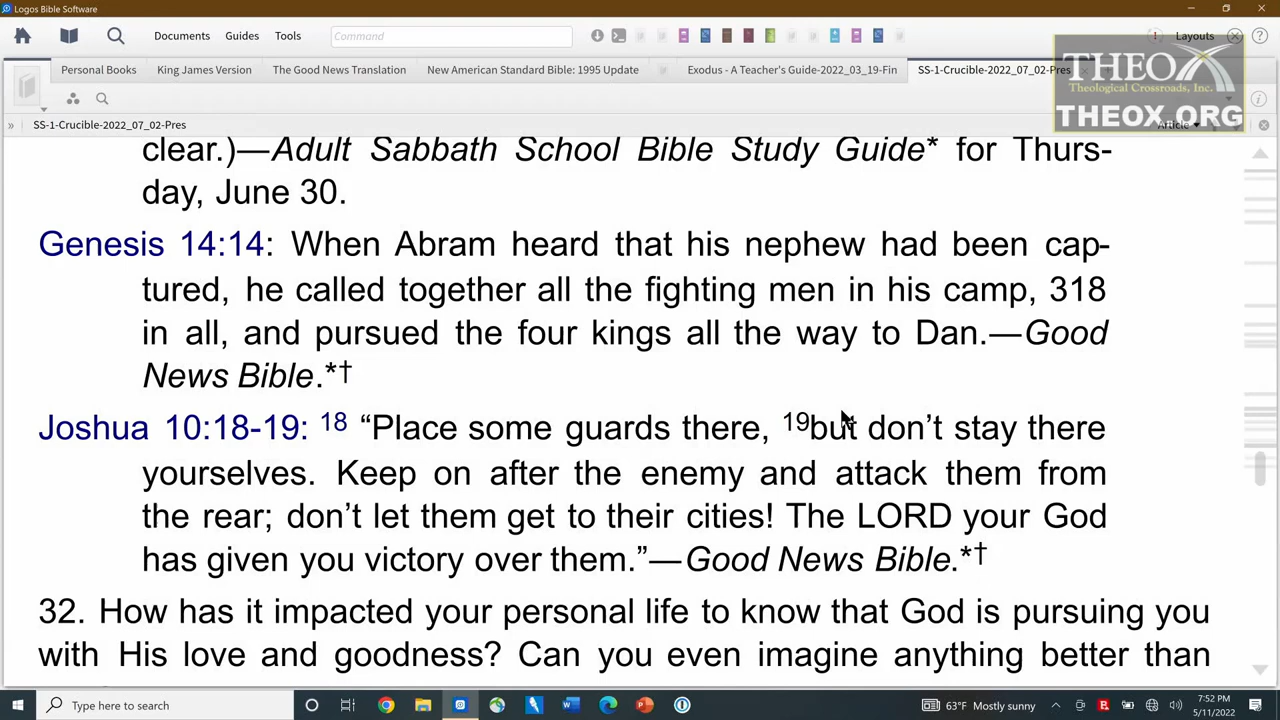 Logos Bible Software
Documents Guides Tools Command Layouts
Personal Books King James Version The Good News New American Standard Bible: 1995 Update Exodus - A Teacher's Guide-2022_03_19-Fin SS-1-Crucible-2022_07_02-Pres
THEOX
Theological Crossroads, Inc.
THEOX.ORG
SS-1-Crucible-2022_07_02-Pres Article
clear.)—Adult Sabbath School Bible Study Guide* for Thurs-
day, June 30.
Genesis 14:14: When Abram heard that his nephew had been cap-
tured, he called together all the fighting men in his camp, 318
in all, and pursued the four kings all the way to Dan.—Good
News Bible.*†
Joshua 10:18-19: 18 “Place some guards there, 19but don’t stay there
yourselves. Keep on after the enemy and attack them from
the rear; don’t let them get to their cities! The LORD your God
has given you victory over them.”—Good News Bible.*†
32. How has it impacted your personal life to know that God is pursuing you
with His love and goodness? Can you even imagine anything better than
Type here to search 63°F Mostly sunny 7:52 PM
5/11/2022